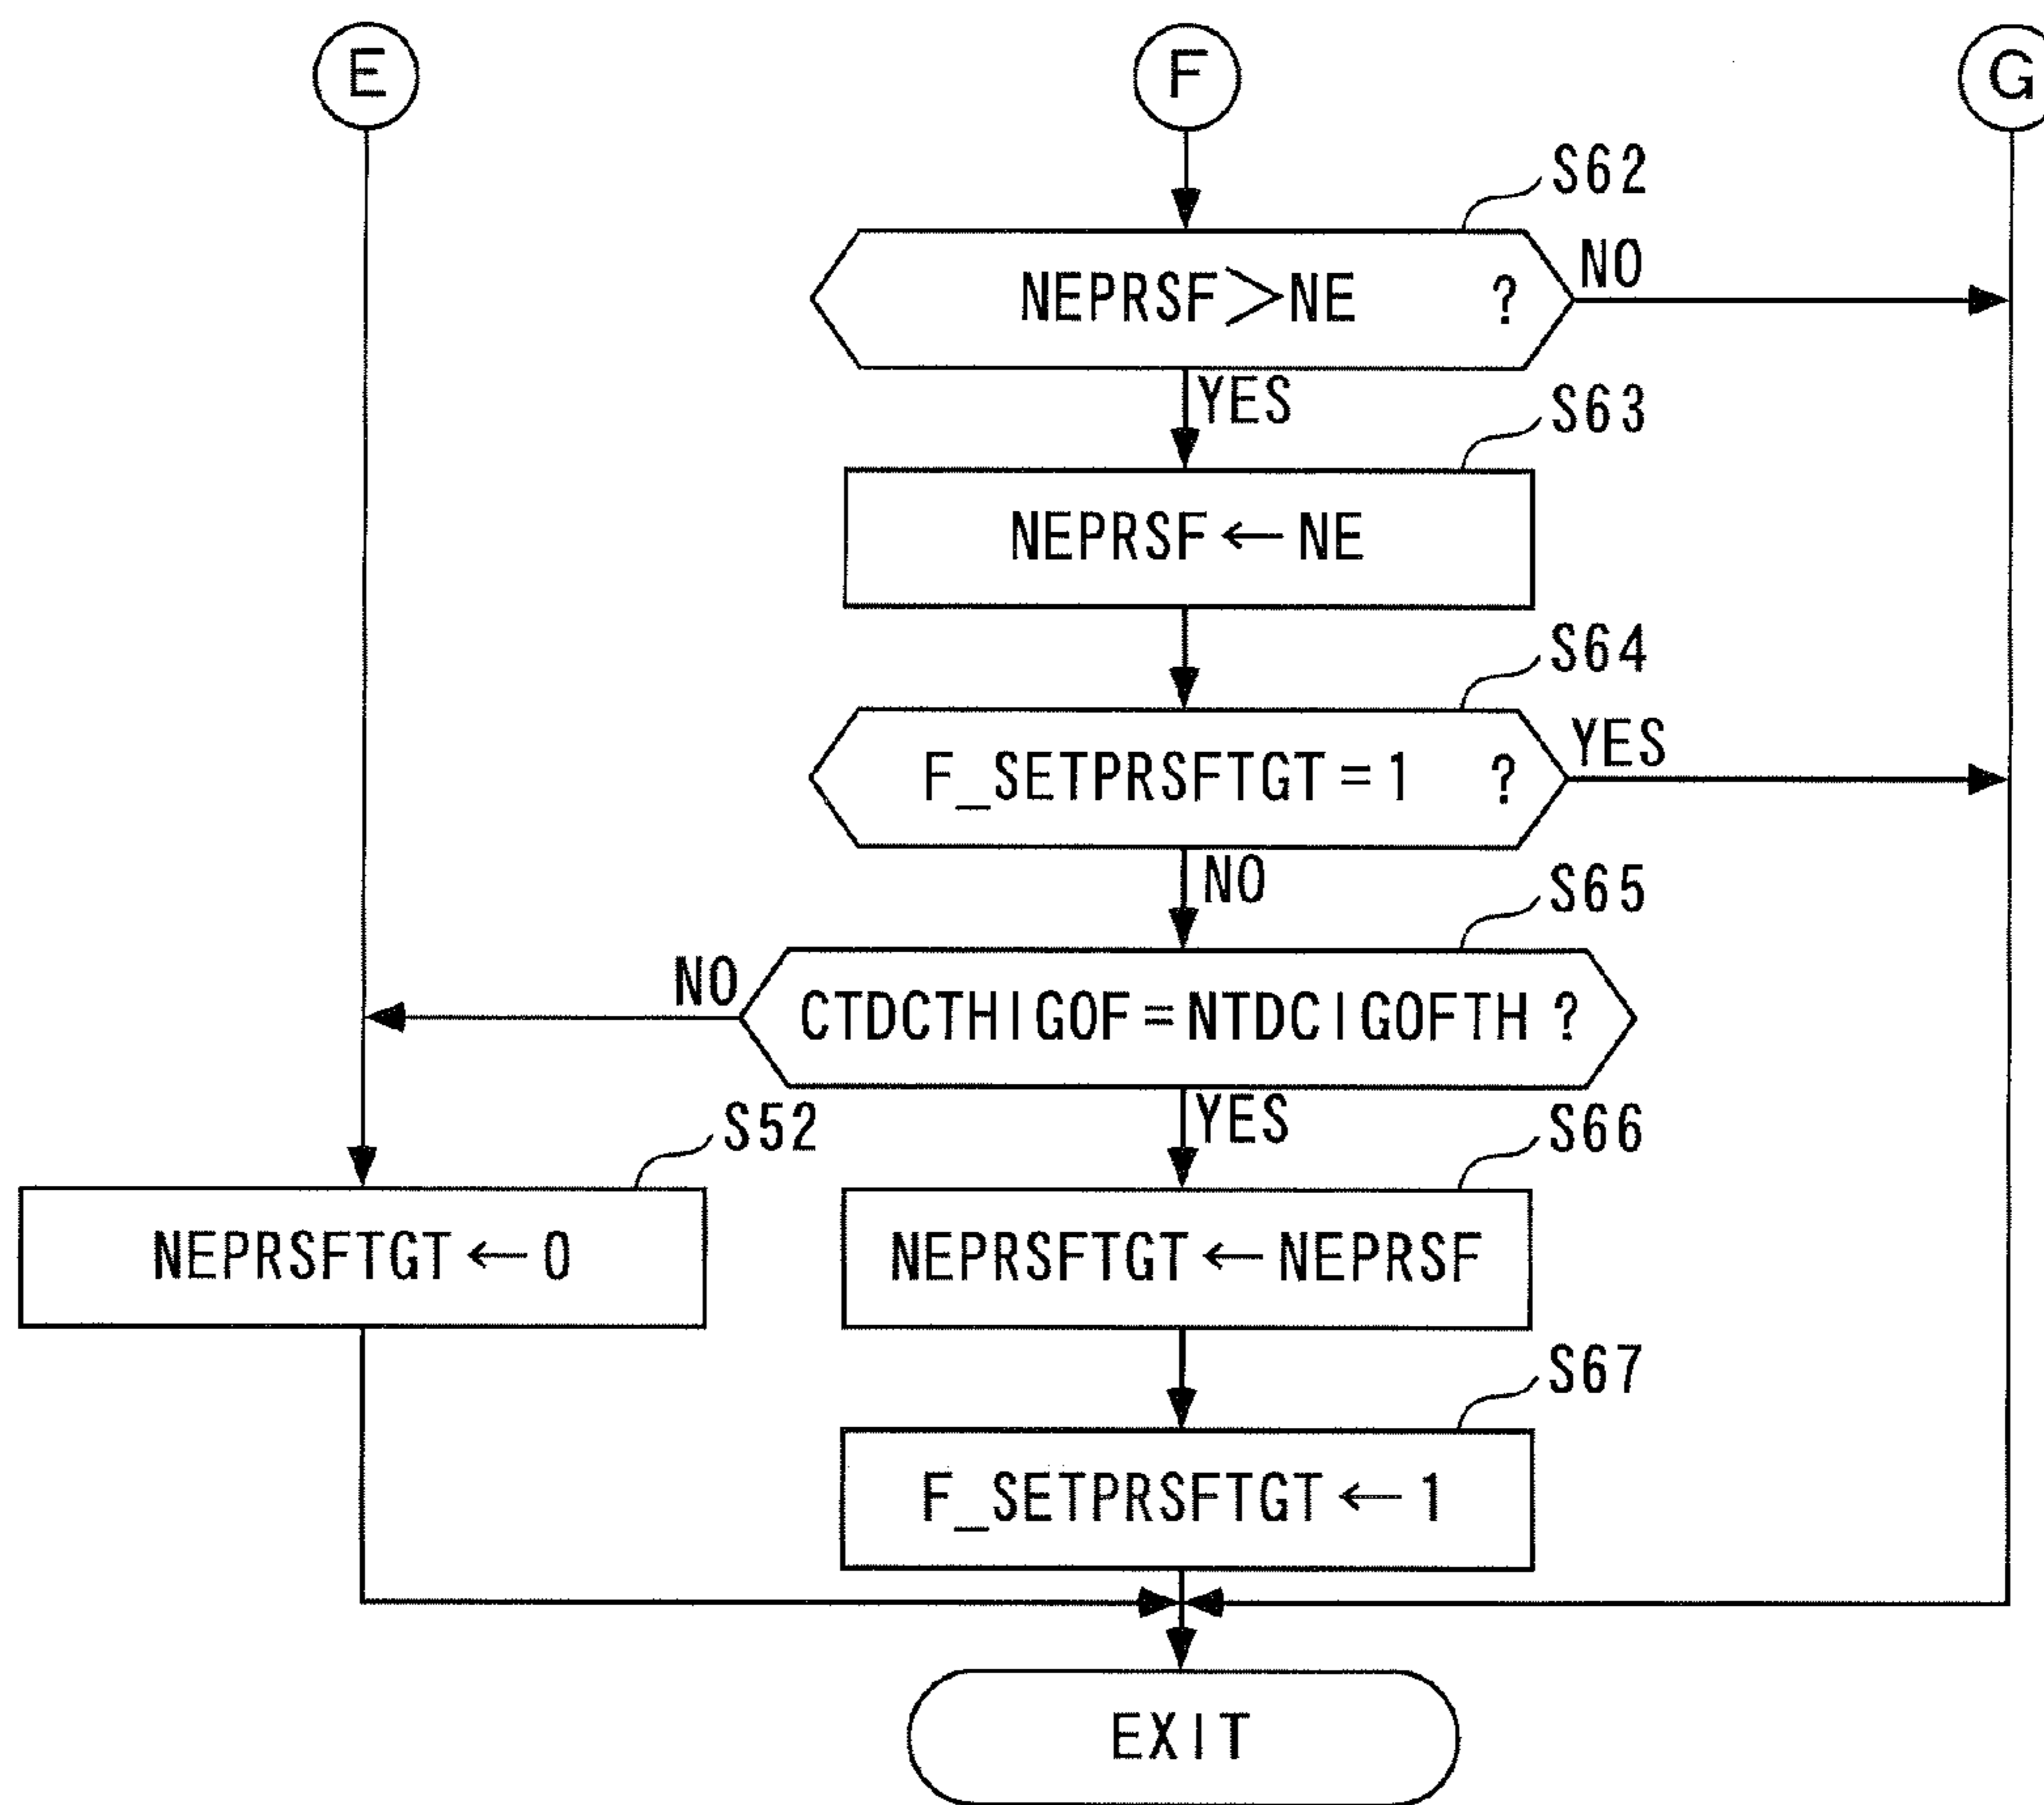 E
F
G
S62
NEPRSF>NE ?
NO
YES
S63
NEPRSF←NE
S64
F_SETPRSFTGT=1 ?
YES
NO
S65
CTDCTHIGOF=NTDCIGOFTH ?
NO
YES
S52
NEPRSFTGT←0
S66
NEPRSFTGT←NEPRSF
S67
F_SETPRSFTGT←1
EXIT